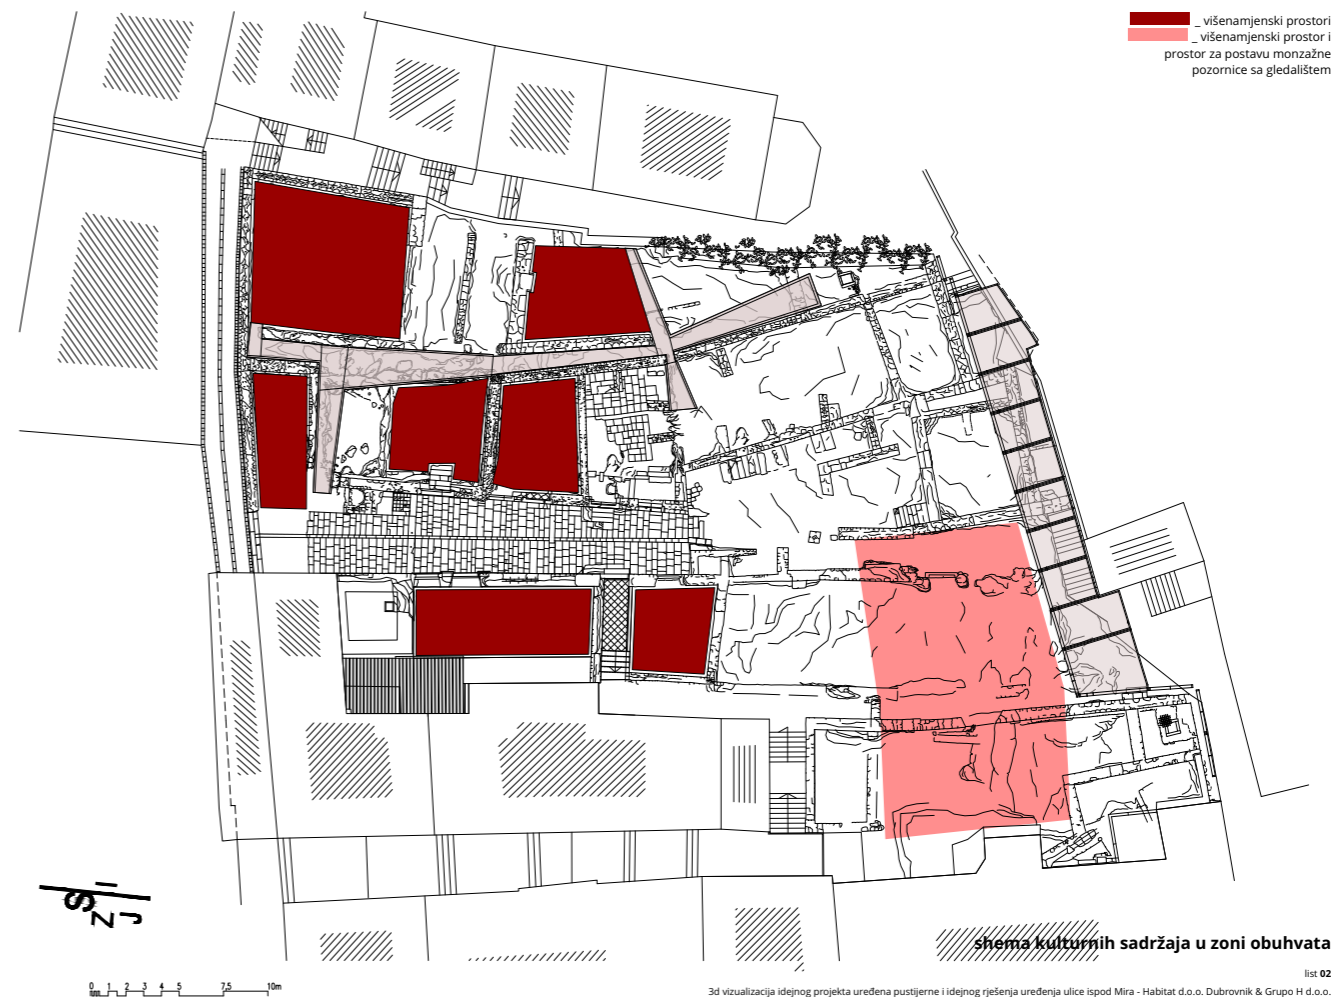 _ višenamjenski prostori
_ višenamjenski prostor i
prostor za postavu monzažne
pozornice sa gledalištem
I
S J
Z
0 1 2 3 4 5 7,5 10m
shema kulturnih sadržaja u zoni obuhvata
list 02
3d vizualizacija idejnog projekta uređena pustijerne i idejnog rješenja uređenja ulice ispod Mira - Habitat d.o.o. Dubrovnik & Grupo H d.o.o.